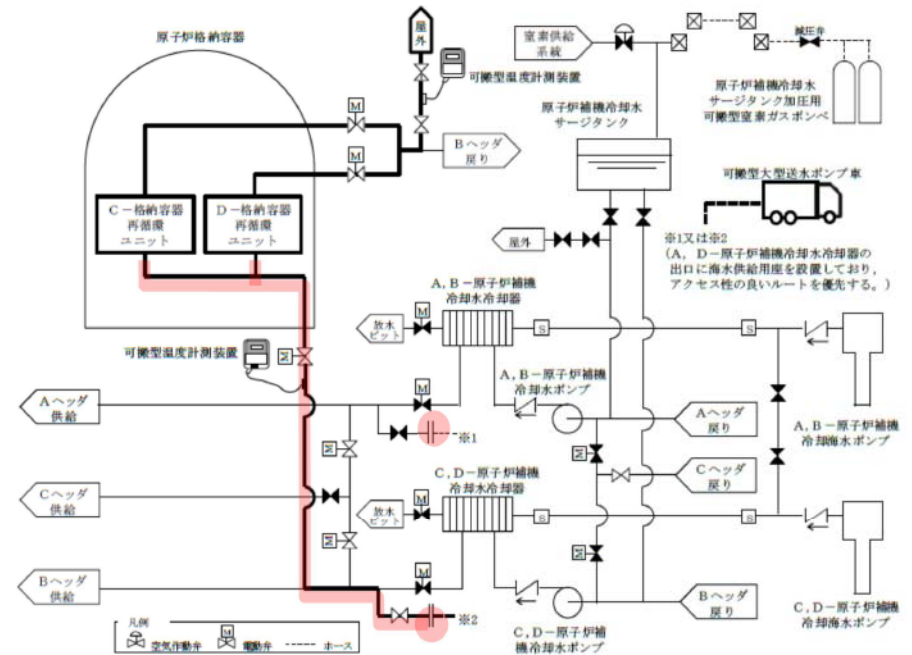 原子炉格納容器
屋
外
可搬型温度計測装置
M
M
Bヘッダ
戻り
C－格納容器
再循環
ユニット
D－格納容器
再循環
ユニット
窒素供給
系統
減圧弁
原子炉補機冷却水
サージタンク
原子炉補機冷却水
サージタンク加圧用
可搬型窒素ガスボンベ
可搬型大型送水ポンプ車
※1又は※2
(A，D－原子炉補機冷却水冷却器の
出口に海水供給用座を設置しており，
アクセス性の良いルートを優先する。)
屋外
A，B－原子炉補機
冷却水冷却器
放水
ピット
M
S
S
可搬型温度計測装置
M
A，B－原子炉補機
冷却水ポンプ
Aヘッダ
供給
M
※1
Aヘッダ
戻り
A，B－原子炉補機
冷却海水ポンプ
M
M
Cヘッダ
戻り
C，D－原子炉補機
冷却水冷却器
Cヘッダ
供給
放水
ピット
M
S
S
M
M
Bヘッダ
供給
M
Bヘッダ
戻り
※2
C，D－原子炉補
機冷却水ポンプ
C，D－原子炉補機
冷却海水ポンプ
凡例
空気作動弁
M
電動弁
ホース